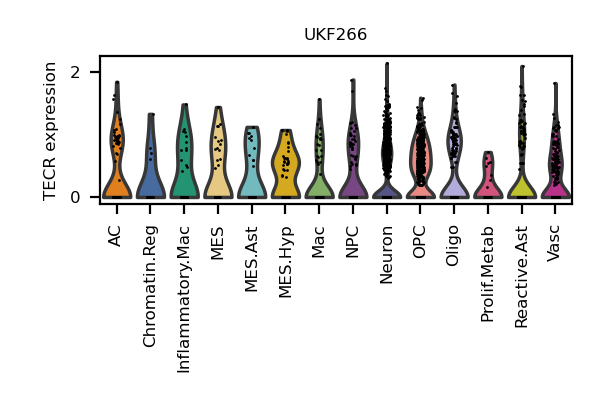 UKF266
TECR expression
2
0
AC
Chromatin.Reg
Inflammatory.Mac
MES
MES.Ast
MES.Hyp
Mac
NPC
Neuron
OPC
Oligo
Prolif.Metab
Reactive.Ast
Vasc